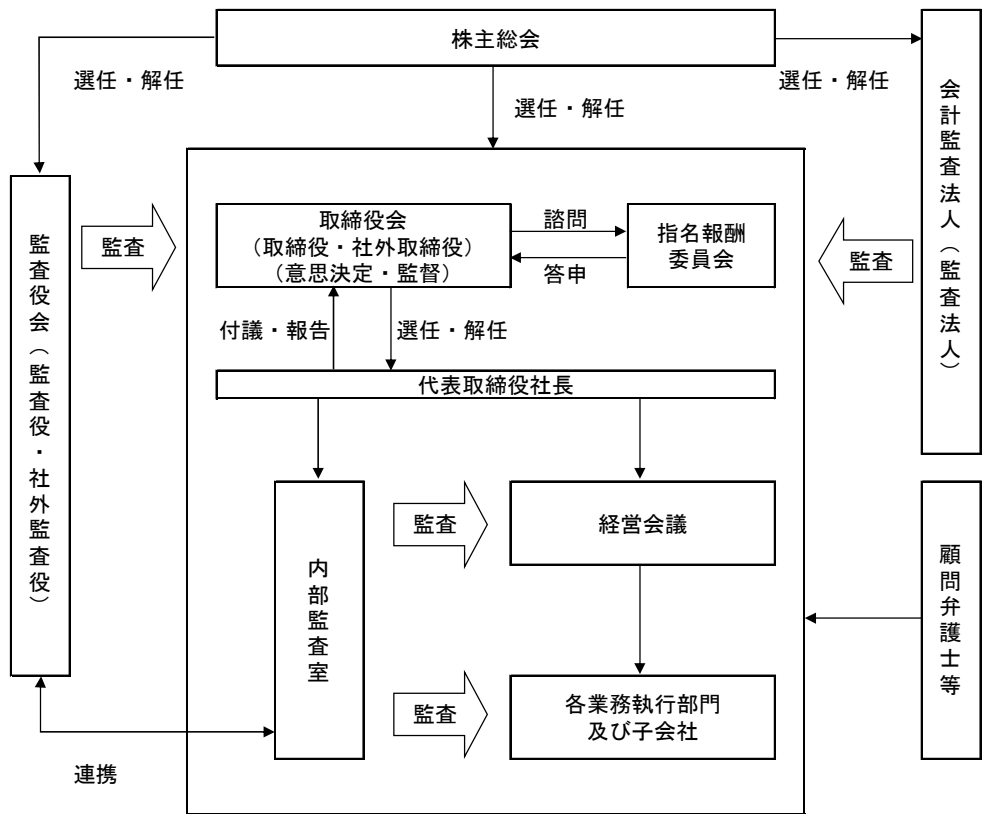 株主総会
選任・解任
選任・解任
選任・解任
会計監査法人（監査法人）
監査役会（監査役・社外監査役）
監査
取締役会
（取締役・社外取締役）
（意思決定・監督）
諮問
答申
指名報酬
委員会
監査
付議・報告
選任・解任
代表取締役社長
内部監査室
監査
経営会議
顧問弁護士等
監査
各業務執行部門
及び子会社
連携